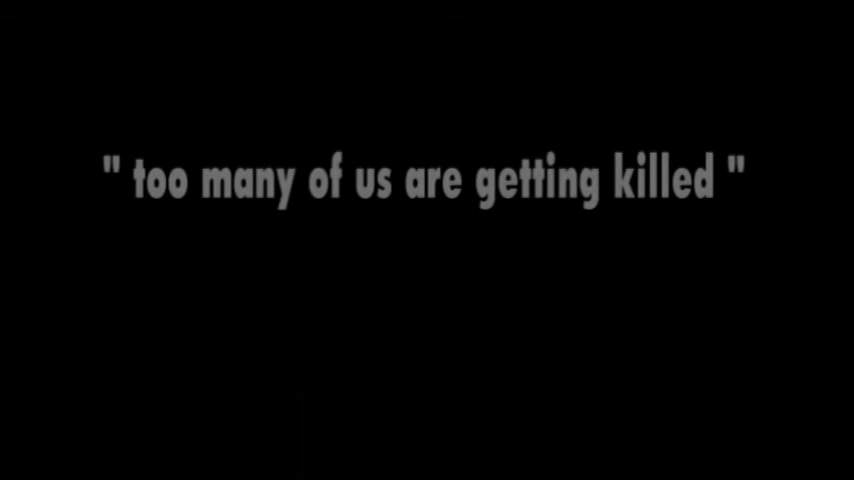 " too many of us are getting killed "